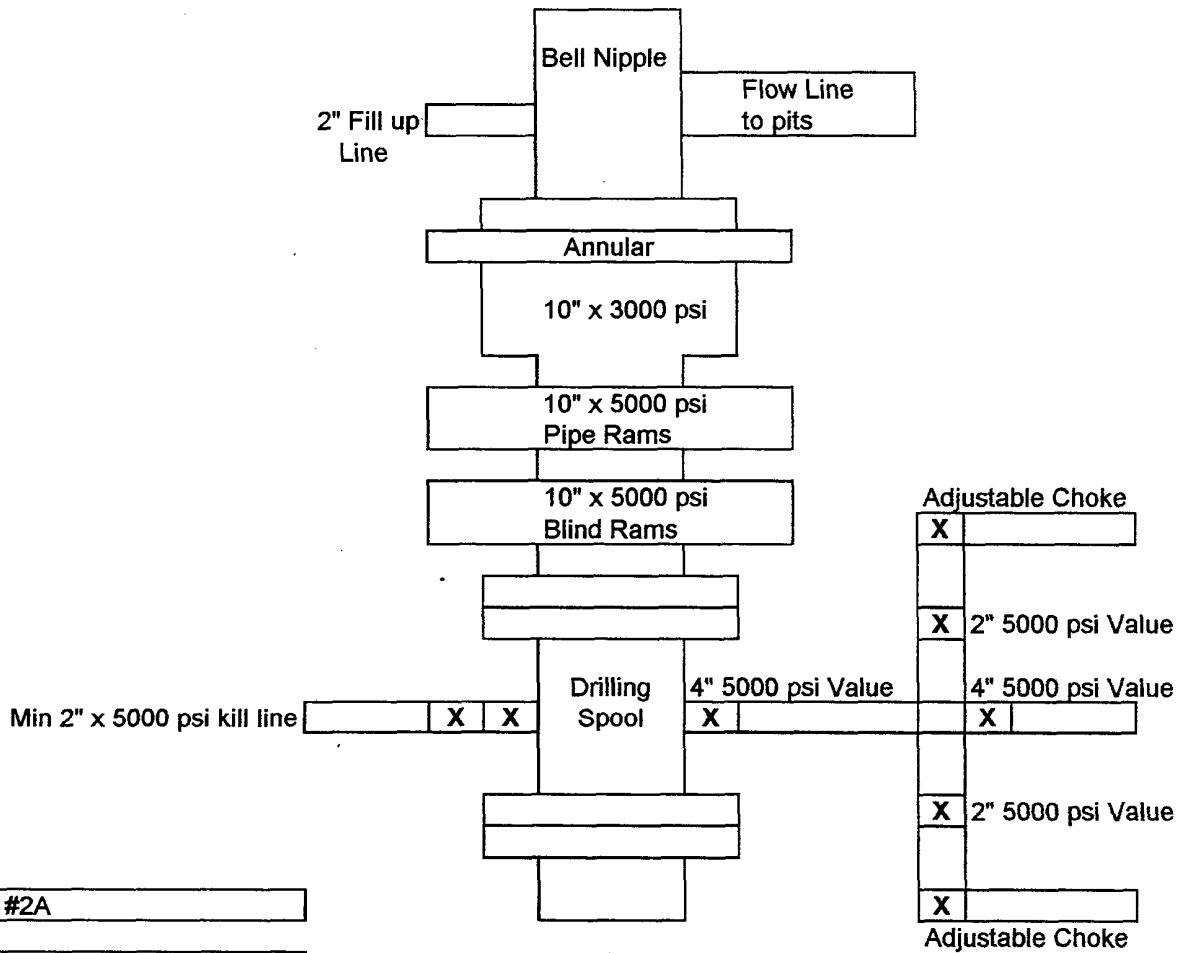 Bell Nipple
Flow Line
to pits
2" Fill up
Line
Annular
10" x 3000 psi
10" x 5000 psi
Pipe Rams
10" x 5000 psi
Blind Rams
Adjustable Choke
X
X 2" 5000 psi Value
Drilling
Spool
4" 5000 psi Value
4" 5000 psi Value
Min 2" x 5000 psi kill line
X X
X
X
X 2" 5000 psi Value
#2A
X
Adjustable Choke